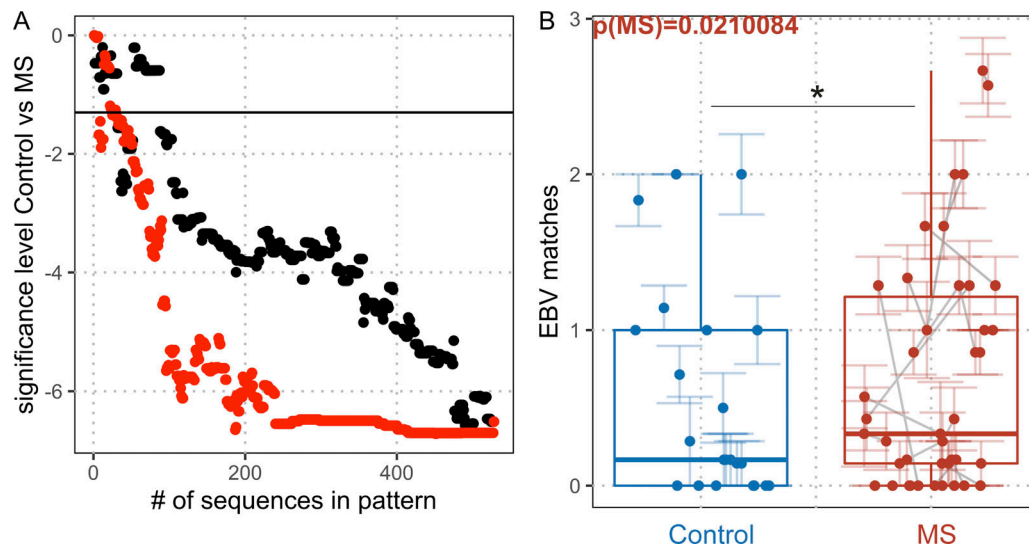 A
significance level Control vs MS
0
-2
-4
-6
0
200
400
# of sequences in pattern
B
p(MS)=0.0210084
*
EBV matches
3
2
1
0
Control
MS